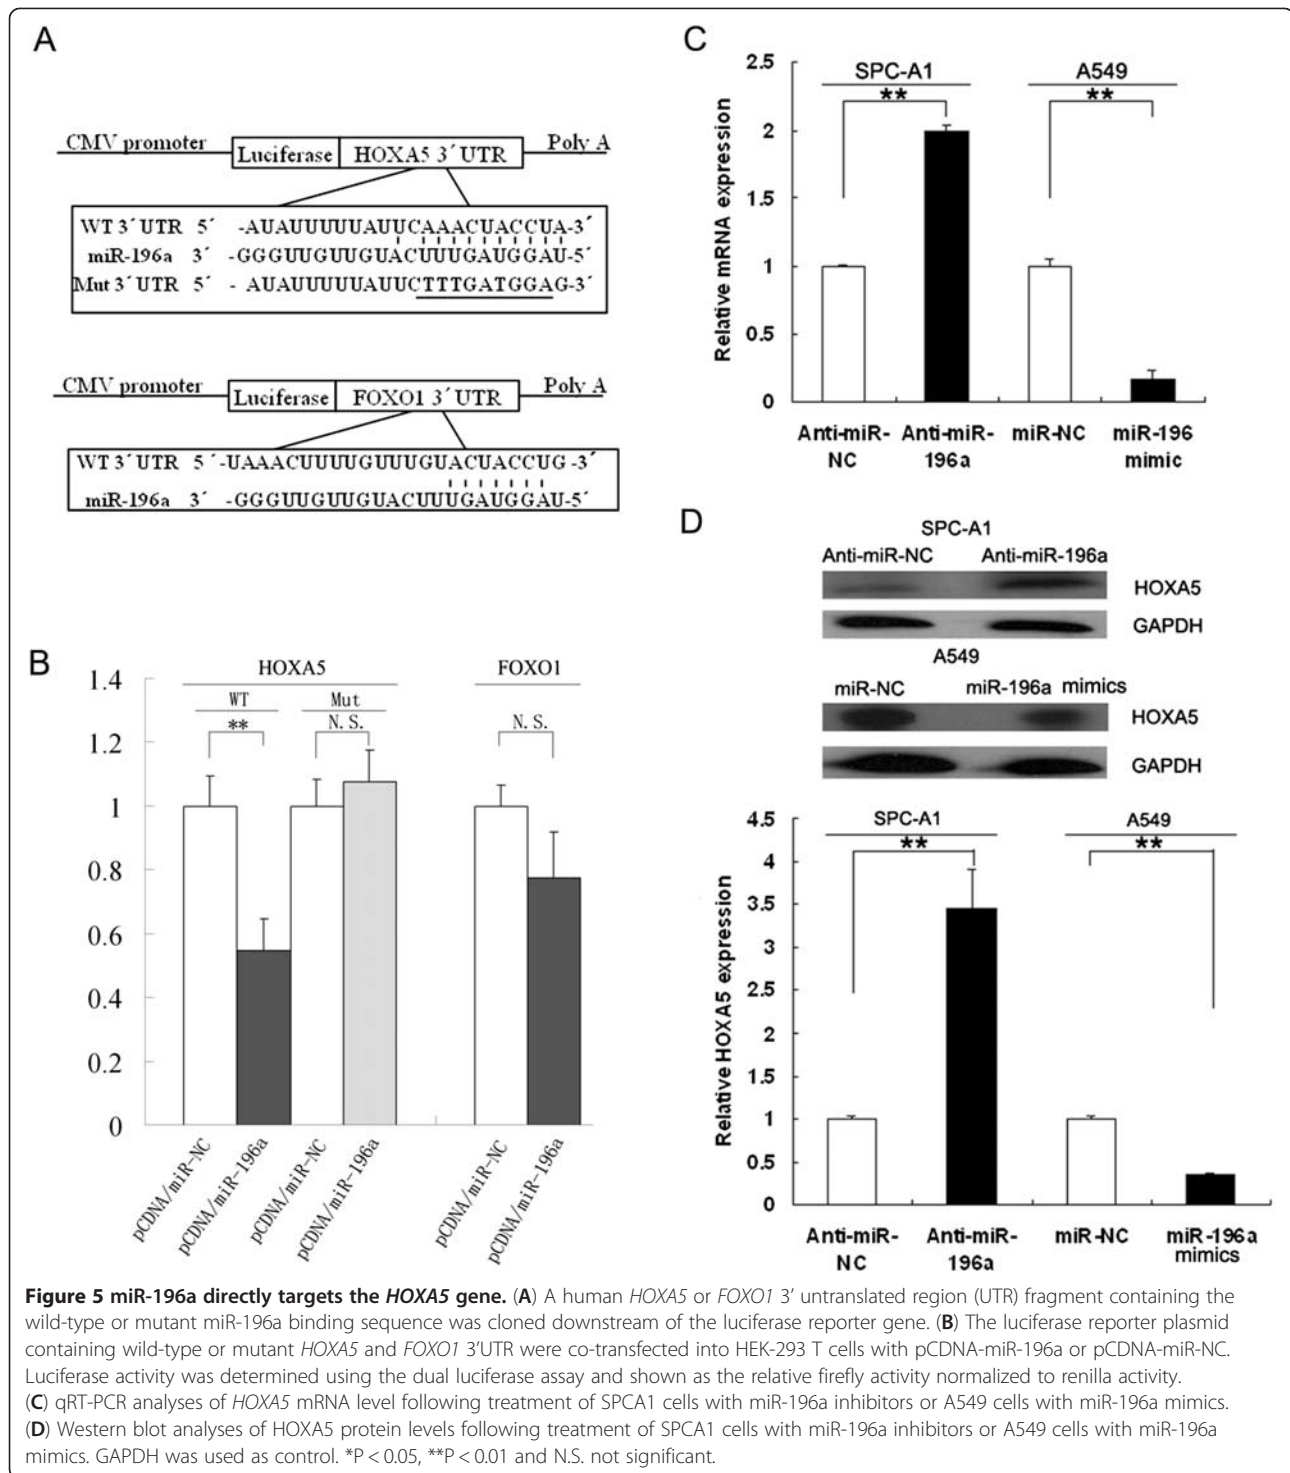 A
CMV promoter
Luciferase
HOXA5 3´UTR
Poly A
WT 3´UTR 5´ -AUAUUUUUAUUCAAACUACCUA-3´
miR-196a 3´ -GGGUUGUUGUACUUUGAUGGAU-5´
Mut 3´UTR 5´ - AUAUUUUUAUUCTTTGATGGAG-3´
CMV promoter
Luciferase
FOXO1 3´UTR
Poly A
WT 3´UTR 5´-UAAACUUUUGUUUGUACUACCUG -3´
miR-196a 3´ -GGGUUGUUGUACUUUGAUGGAU-5´
B
HOXA5
FOXO1
WT
Mut
**
N.S.
N.S.
1.4
1.2
1
0.8
0.6
0.4
0.2
0
pCDNA/miR-NC
pCDNA/miR-196a
pCDNA/miR-NC
pCDNA/miR-196a
pCDNA/miR-NC
pCDNA/miR-196a
C
Relative mRNA expression
2.5
2
1.5
1
0.5
0
SPC-A1
A549
**
**
Anti-miR-
NC
Anti-miR-
196a
miR-NC
miR-196
mimic
D
SPC-A1
Anti-miR-NC Anti-miR-196a
HOXA5
GAPDH
A549
miR-NC miR-196a mimics
HOXA5
GAPDH
Relative HOXA5 expression
4.5
4
3.5
3
2.5
2
1.5
1
0.5
0
SPC-A1
A549
**
**
Anti-miR-
NC
Anti-miR-
196a
miR-NC
miR-196a
mimics
Figure 5 miR-196a directly targets the HOXA5 gene. (A) A human HOXA5 or FOXO1 3' untranslated region (UTR) fragment containing the
wild-type or mutant miR-196a binding sequence was cloned downstream of the luciferase reporter gene. (B) The luciferase reporter plasmid
containing wild-type or mutant HOXA5 and FOXO1 3'UTR were co-transfected into HEK-293 T cells with pCDNA-miR-196a or pCDNA-miR-NC.
Luciferase activity was determined using the dual luciferase assay and shown as the relative firefly activity normalized to renilla activity.
(C) qRT-PCR analyses of HOXA5 mRNA level following treatment of SPCA1 cells with miR-196a inhibitors or A549 cells with miR-196a mimics.
(D) Western blot analyses of HOXA5 protein levels following treatment of SPCA1 cells with miR-196a inhibitors or A549 cells with miR-196a
mimics. GAPDH was used as control. *P < 0.05, **P < 0.01 and N.S. not significant.